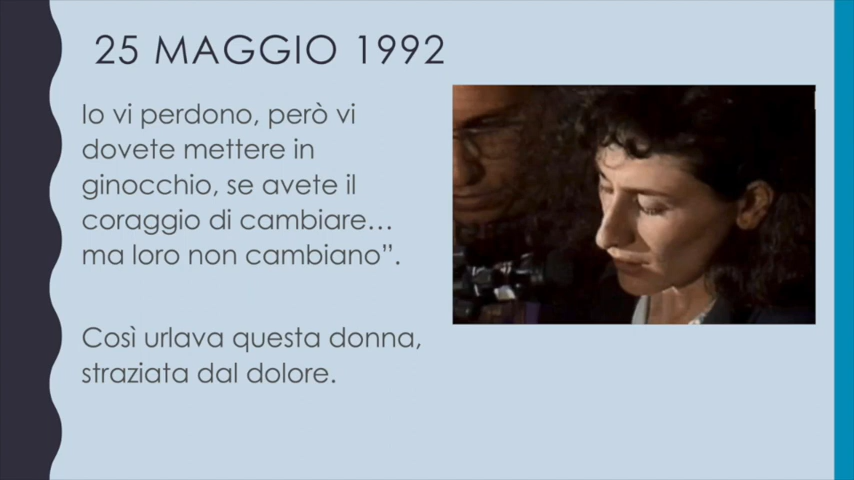 25 MAGGIO 1992
Io vi perdono, però vi
dovete mettere in
ginocchio, se avete il
coraggio di cambiare…
ma loro non cambiano”.
Così urlava questa donna,
straziata dal dolore.